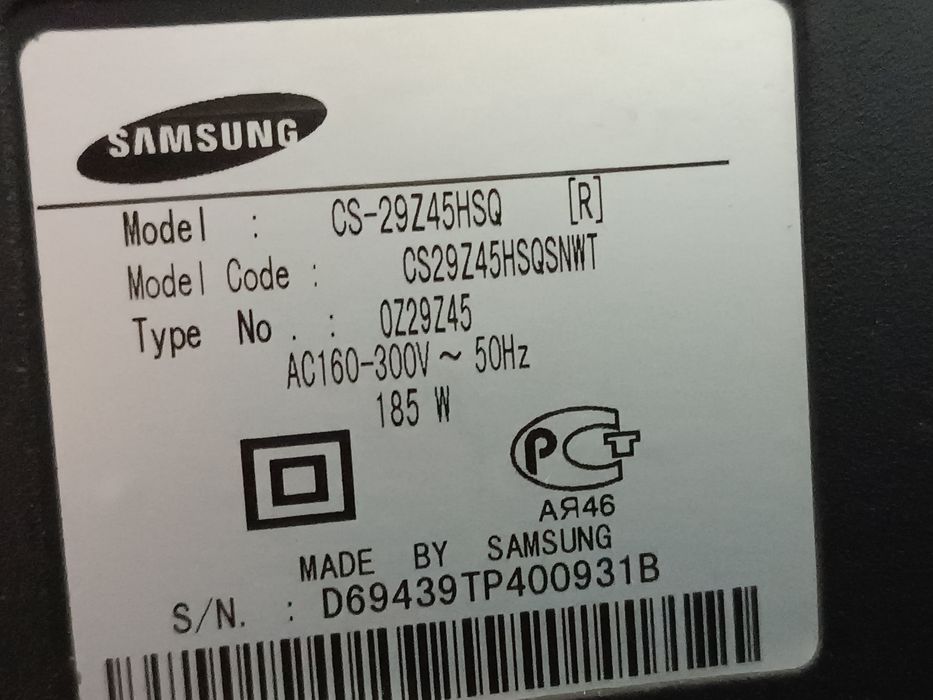 SAMSUNG
Model : CS-29Z45HSQ [R]
Model Code : CS29Z45HSQSNWT
Type No . : 0Z29Z45
AC160-300V ~ 50Hz
185 W
РСТ
АЯ46
MADE BY SAMSUNG
S/N. : D69439TP400931B